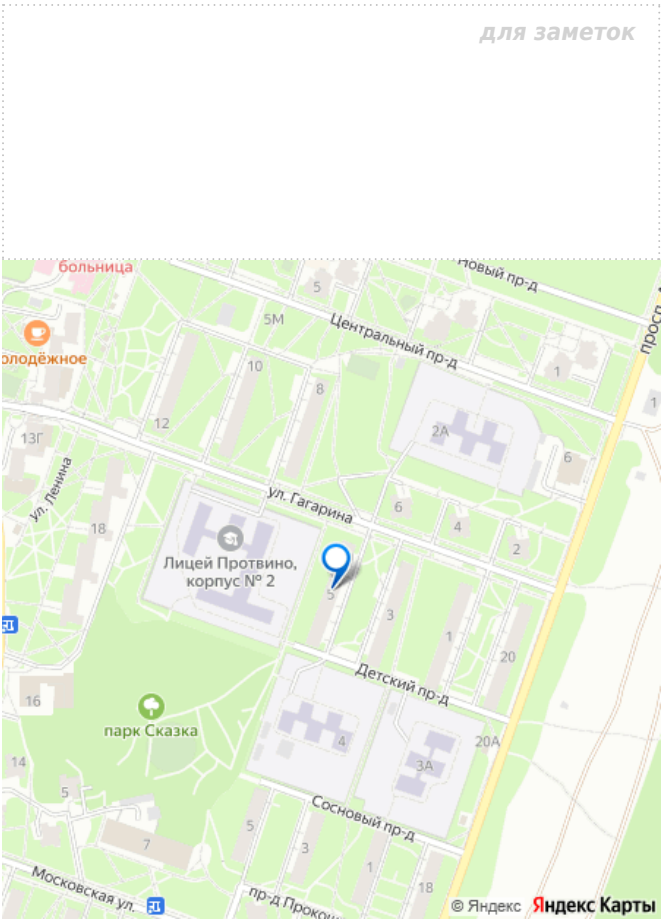 для заметок
больница
Новый пр-д
5
5М
Центральный пр-д
олодёжное
10
8
1
1
12
2А
13Г
6
ул. Ленина
ул. Гагарина
6
18
4
2
Лицей Протвино,
корпус № 2
5
3
1
20
Детский пр-д
16
парк Сказка
4
20А
3А
14
5
Сосновый пр-д
5
3
7
1
18
Московская ул.
пр-д Прокош
© Яндекс
Яндекс Карты